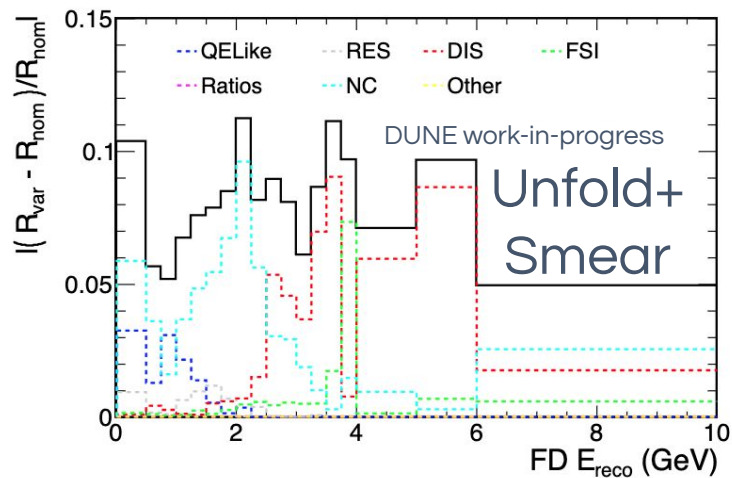 0.15
QELike RES DIS FSI
Ratios NC Other
DUNE work-in-progress
0.1
Unfold+
Smear
0.05
0
0 2 4 6 8 10
FD E_reco (GeV)
|( R_var - R_nom )/R_nom|